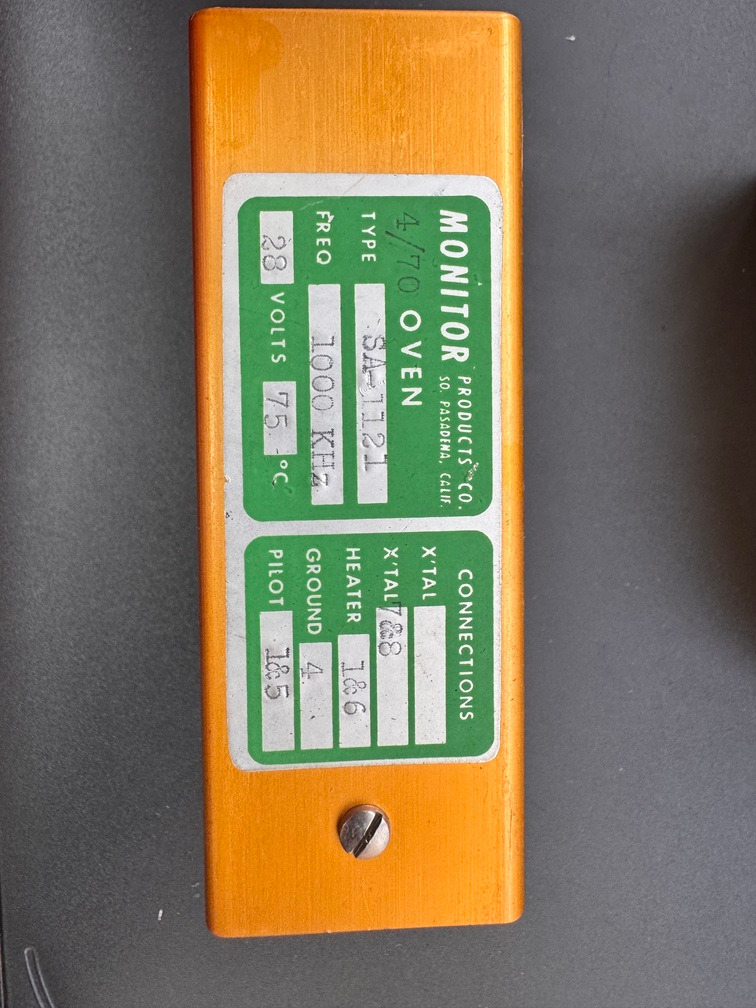 MONITOR PRODUCTS CO.
SO. PASADENA, CALIF.
4/70 OVEN
TYPE SA-1121
FREQ 1000 KHz
28 VOLTS 75 °C
CONNECTIONS
X'TAL
X'TAL 7&8
HEATER 1&6
GROUND 4
PILOT 1&5